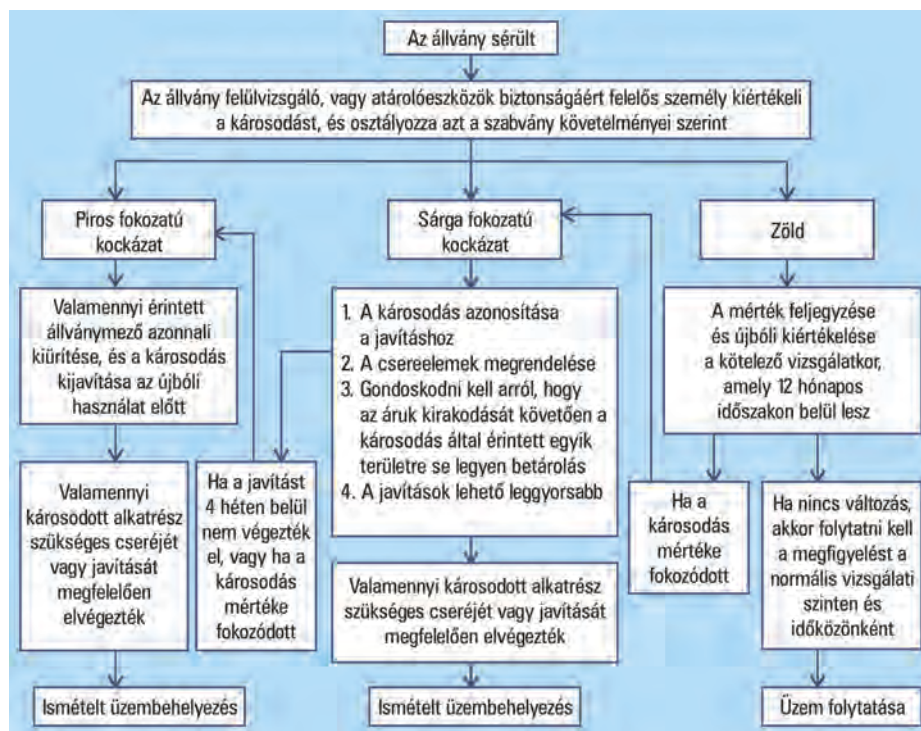 Az állvány sérült
Az állvány felülvizsgáló, vagy atárolóeszközök biztonságáért felelős személy kiértékeli
a károsodást, és osztályozza azt a szabvány követelményei szerint
Piros fokozatú
kockázat
Sárga fokozatú
kockázat
Zöld
Valamennyi érintett
állványmező azonnali
kiürítése, és a károsodás
kijavítása az újbóli
használat előtt
1. A károsodás azonosítása
a javításhoz
2. A csereelemek megrendelése
3. Gondoskodni kell arról, hogy
az áruk kirakodását követően a
károsodás által érintett egyik
területre se legyen betárolás
4. A javítások lehető leggyorsabb
A mérték feljegyzése
és újbóli kiértékelése
a kötelező vizsgálatkor,
amely 12 hónapos
időszakon belül lesz
Valamennyi
károsodott alkatrész
szükséges cseréjét
vagy javítását
megfelelően
elvégezték
Ha a javítást
4 héten belül
nem végezték
el, vagy ha a
károsodás
mértéke
fokozódott
Valamennyi károsodott alkatrész
szükséges cseréjét vagy javítását
megfelelően elvégezték
Ha a
károsodás
mértéke
fokozódott
Ha nincs változás,
akkor folytatni kell
a megfigyelést a
normális vizsgálati
szinten és
időközönként
Ismételt üzembehelyezés
Ismételt üzembehelyezés
Üzem folytatása